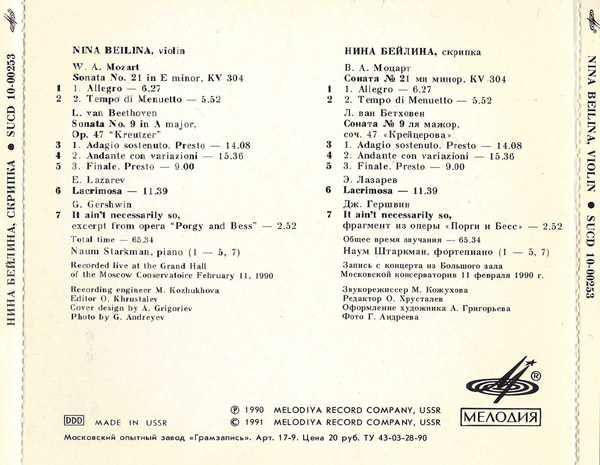 NINA BEILINA, violin
W. A. Mozart
Sonata No. 21 in E minor, KV 304
1 1. Allegro — 6.27
2 2. Tempo di Menuetto — 5.52
L. van Beethoven
Sonata No. 9 in A major,
Op. 47 "Kreutzer"
3 1. Adagio sostenuto. Presto — 14.08
4 2. Andante con variazioni — 15.36
5 3. Finale. Presto — 9.00
E. Lazarev
6 Lacrimosa — 11.39
G. Gershwin
7 It ain't necessarily so,
excerpt from opera "Porgy and Bess" — 2.52
Total time — 65.34
Naum Starkman, piano (1 — 5, 7)
Recorded live at the Grand Hall
of the Moscow Conservatoire February 11, 1990
Recording engineer M. Kozhukhova
Editor O. Khrustalev
Cover design by A. Grigoriev
Photo by G. Andreyev
НИНА БЕЙЛИНА, скрипка
В. А. Моцарт
Соната № 21 ми минор, KV 304
1 1. Allegro — 6.27
2 2. Tempo di Menuetto — 5.52
Л. ван Бетховен
Соната № 9 ля мажор,
соч. 47 «Крейцерова»
3 1. Adagio sostenuto. Presto — 14.08
4 2. Andante con variazioni — 15.36
5 3. Finale. Presto — 9.00
Э. Лазарев
6 Lacrimosa — 11.39
Дж. Гершвин
7 It ain't necessarily so,
фрагмент из оперы «Порги и Бесс» — 2.52
Общее время звучания — 65.34
Наум Штаркман, фортепиано (1 — 5, 7)
Запись с концерта из Большого зала
Московской консерватории 11 февраля 1990 г.
Звукорежиссер М. Кожухова
Редактор О. Хрусталев
Оформление художника А. Григорьева
Фото Г. Андреева
НИНА БЕЙЛИНА, СКРИПКА ● SUCD 10-00253
NINA BEILINA, VIOLIN ● SUCD 10-00253
®
МЕЛОДИЯ
DDD MADE IN USSR
Ⓟ 1990 MELODIYA RECORD COMPANY, USSR
© 1991 MELODIYA RECORD COMPANY, USSR
Московский опытный завод «Грамзапись». Арт. 17-9. Цена 20 руб. ТУ 43-03-28-90